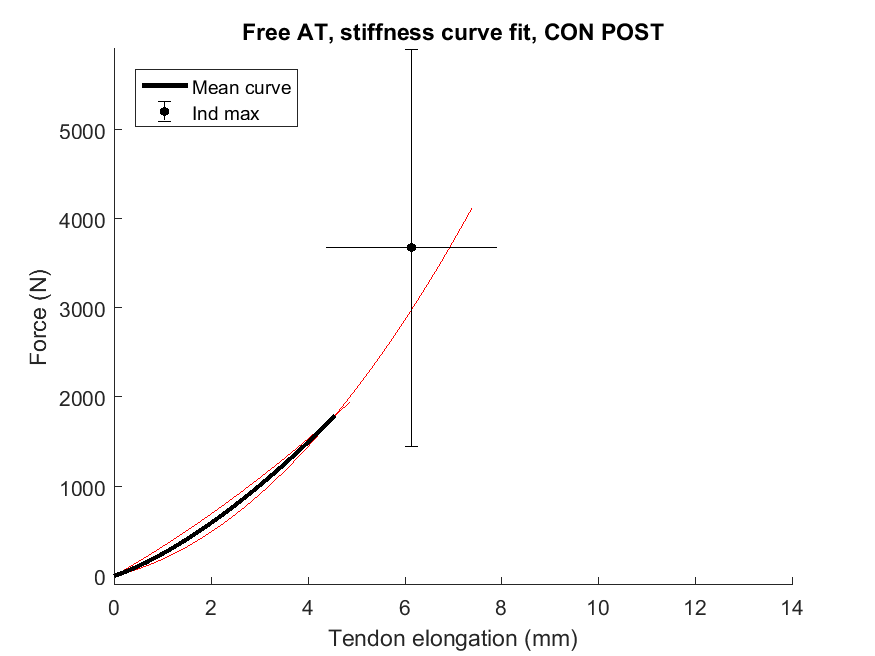 Free AT, stiffness curve fit, CON POST
Mean curve
Ind max
5000
4000
3000
2000
1000
0
Force (N)
0 2 4 6 8 10 12 14
Tendon elongation (mm)